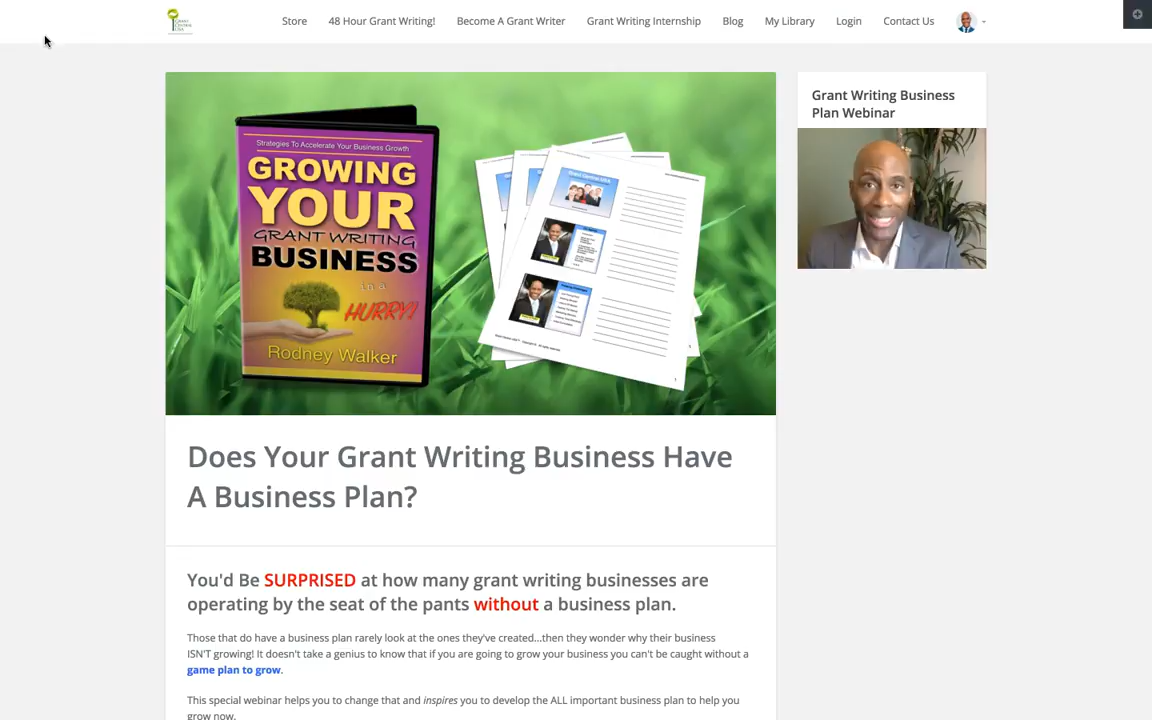 Store 48 Hour Grant Writing! Become A Grant Writer Grant Writing Internship Blog My Library Login Contact Us
Strategies To Accelerate Your Business Growth
GROWING
YOUR
GRANT WRITING
BUSINESS
in a
HURRY!
Rodney Walker
Grant Writing Business
Plan Webinar
Does Your Grant Writing Business Have
A Business Plan?
You'd Be SURPRISED at how many grant writing businesses are
operating by the seat of the pants without a business plan.
Those that do have a business plan rarely look at the ones they've created...then they wonder why their business
ISN'T growing! It doesn't take a genius to know that if you are going to grow your business you can't be caught without a
game plan to grow.
This special webinar helps you to change that and inspires you to develop the ALL important business plan to help you
grow now.